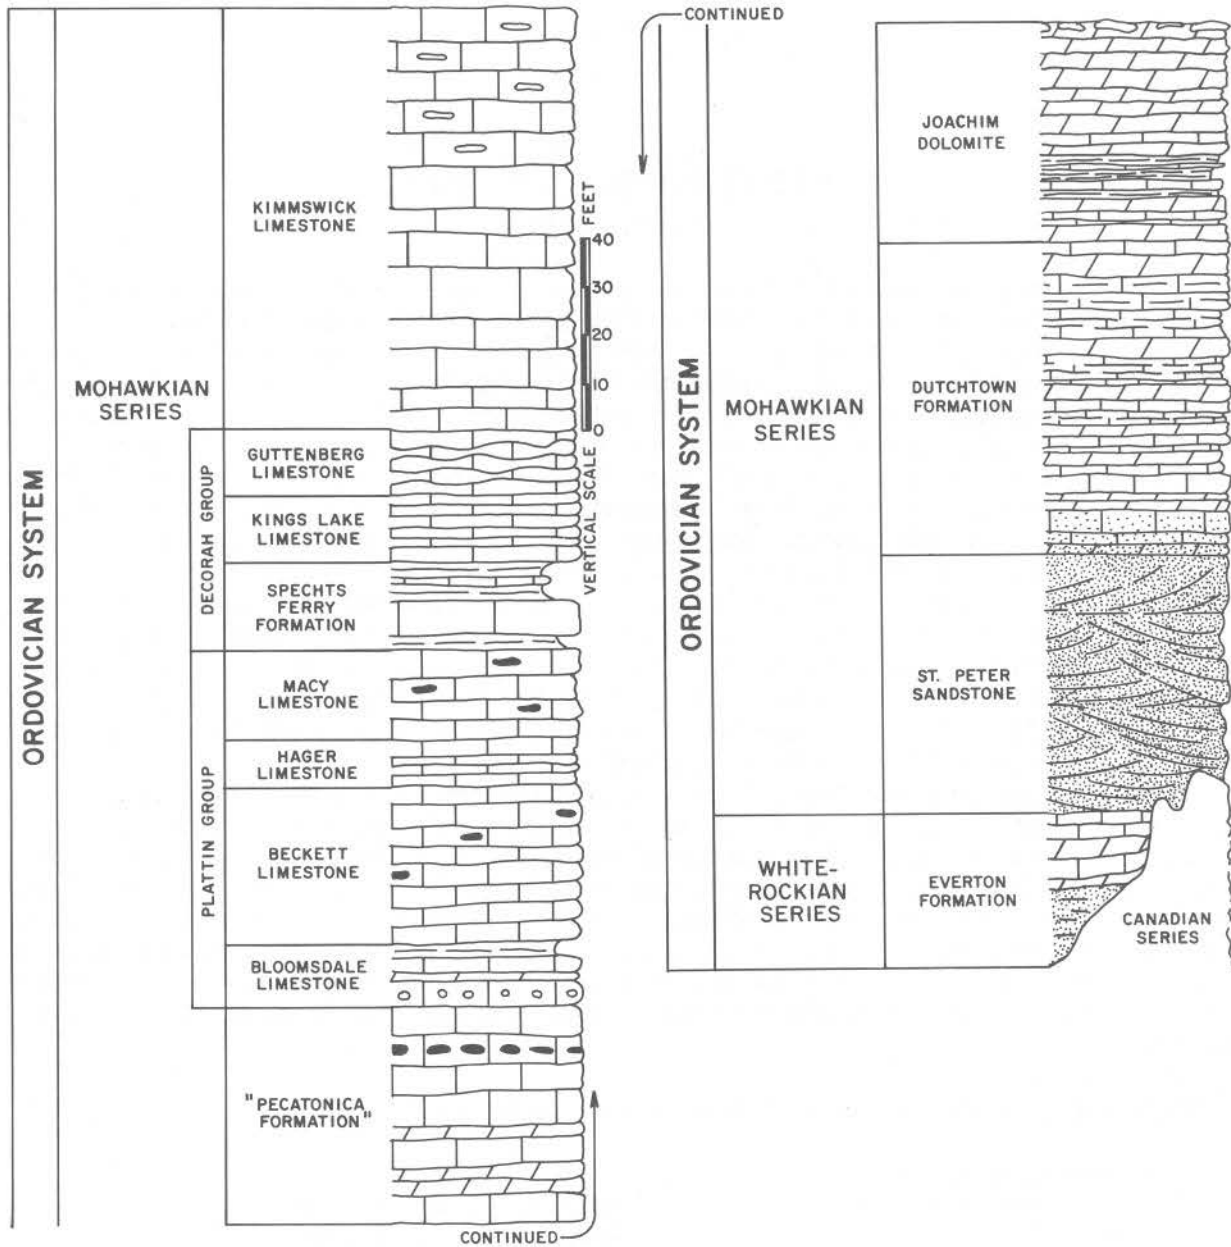 ORDOVICIAN SYSTEM
MOHAWKIAN
SERIES
KIMMSWICK
LIMESTONE
DECORAH GROUP
GUTTENBERG
LIMESTONE
KINGS LAKE
LIMESTONE
SPECHTS
FERRY
FORMATION
PLATTIN GROUP
MACY
LIMESTONE
HAGER
LIMESTONE
BECKETT
LIMESTONE
BLOOMSDALE
LIMESTONE
"PECATONICA
FORMATION"
CONTINUED
FEET
40
30
20
10
0
VERTICAL SCALE
CONTINUED
ORDOVICIAN SYSTEM
MOHAWKIAN
SERIES
JOACHIM
DOLOMITE
DUTCHTOWN
FORMATION
ST. PETER
SANDSTONE
WHITE-
ROCKIAN
SERIES
EVERTON
FORMATION
CANADIAN
SERIES